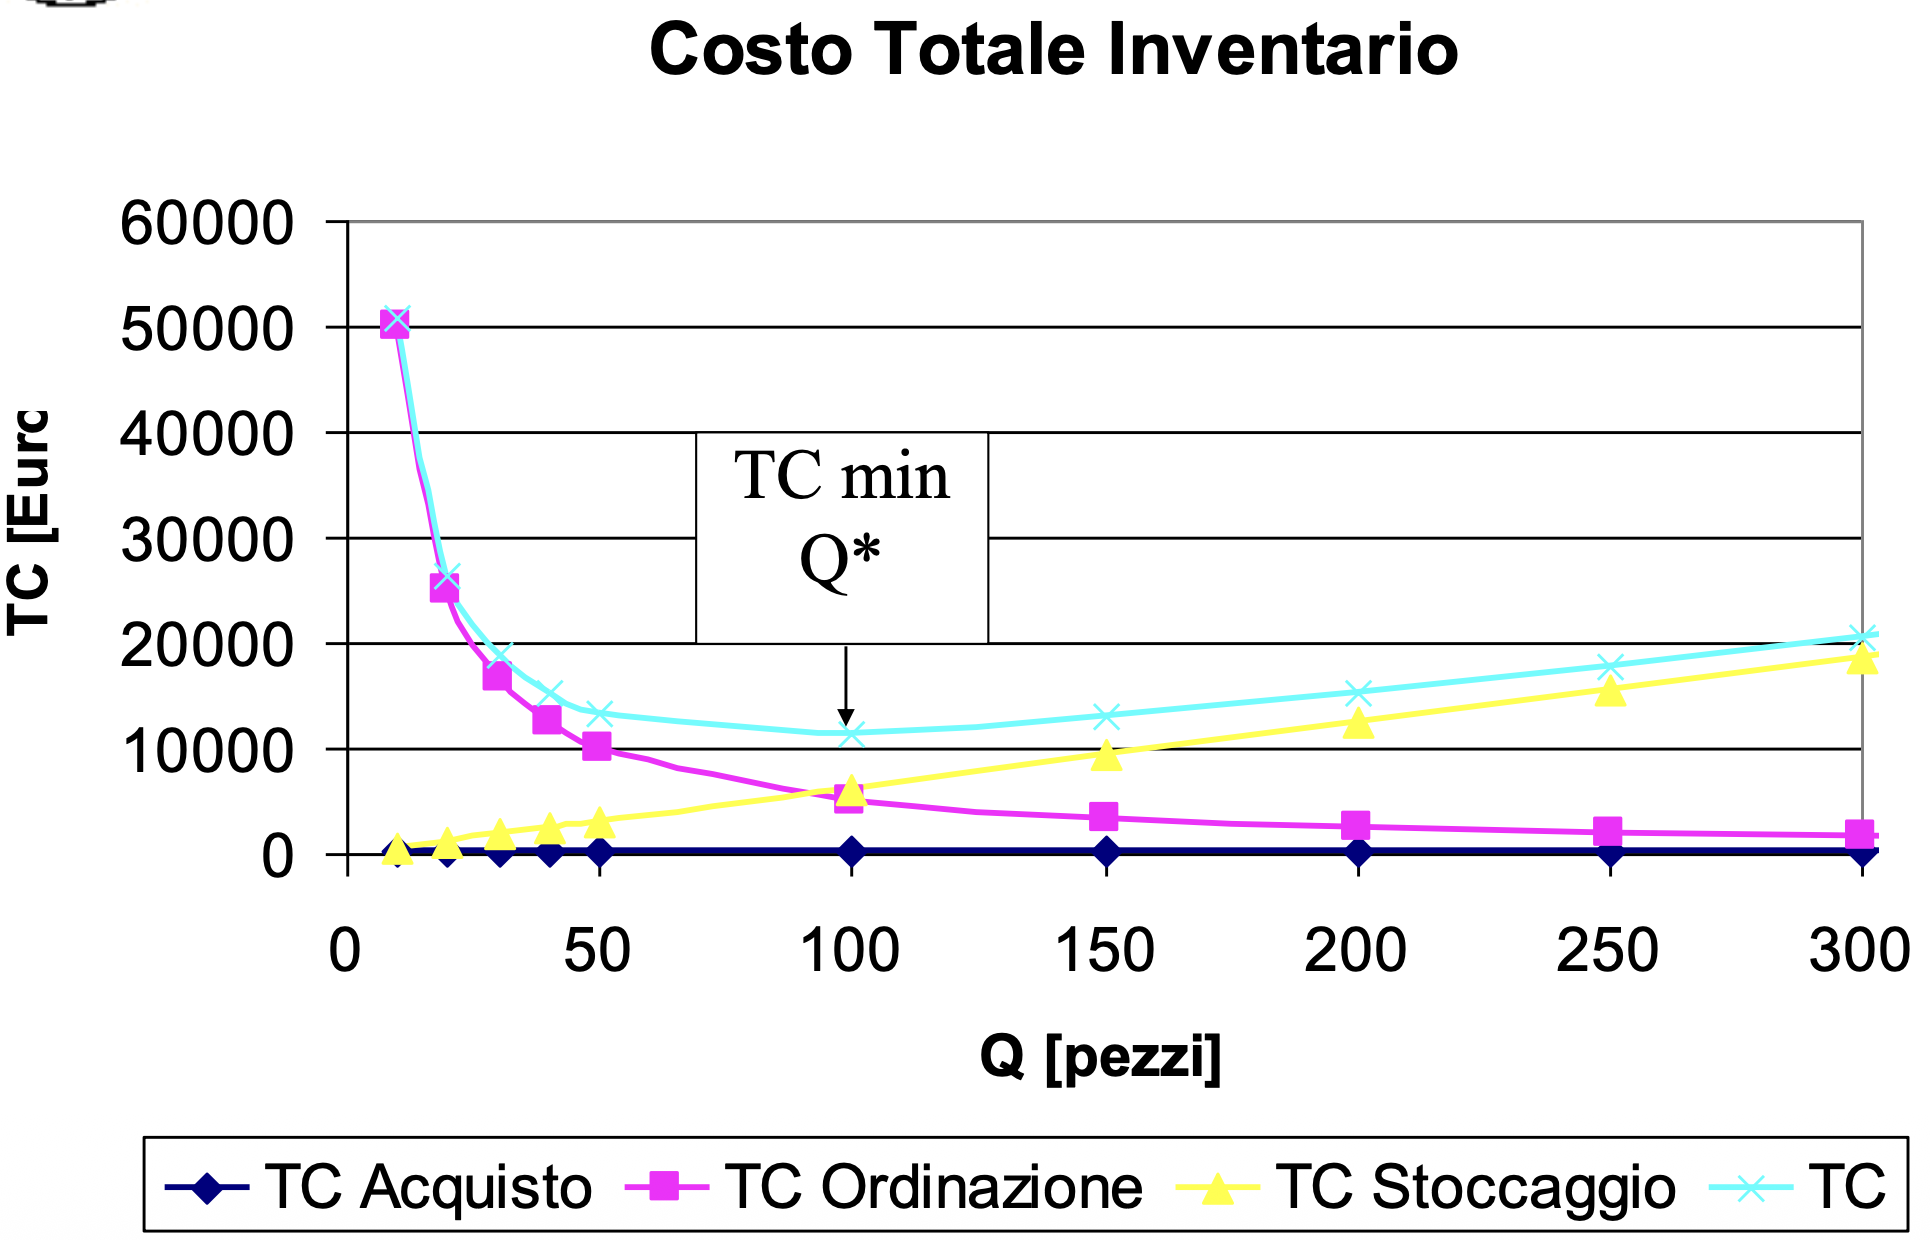 Costo Totale Inventario
60000
50000
40000
30000
20000
10000
0
TC [Euro
TC min
Q*
0 50 100 150 200 250 300
Q [pezzi]
TC Acquisto TC Ordinazione TC Stoccaggio TC